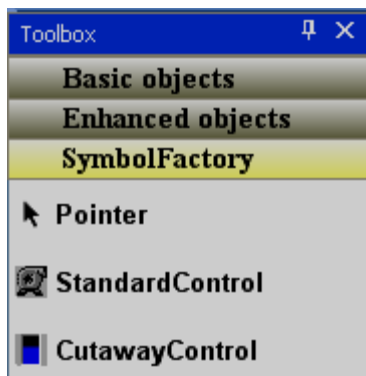 Toolbox
Basic objects
Enhanced objects
SymbolFactory
Pointer
StandardControl
CutawayControl